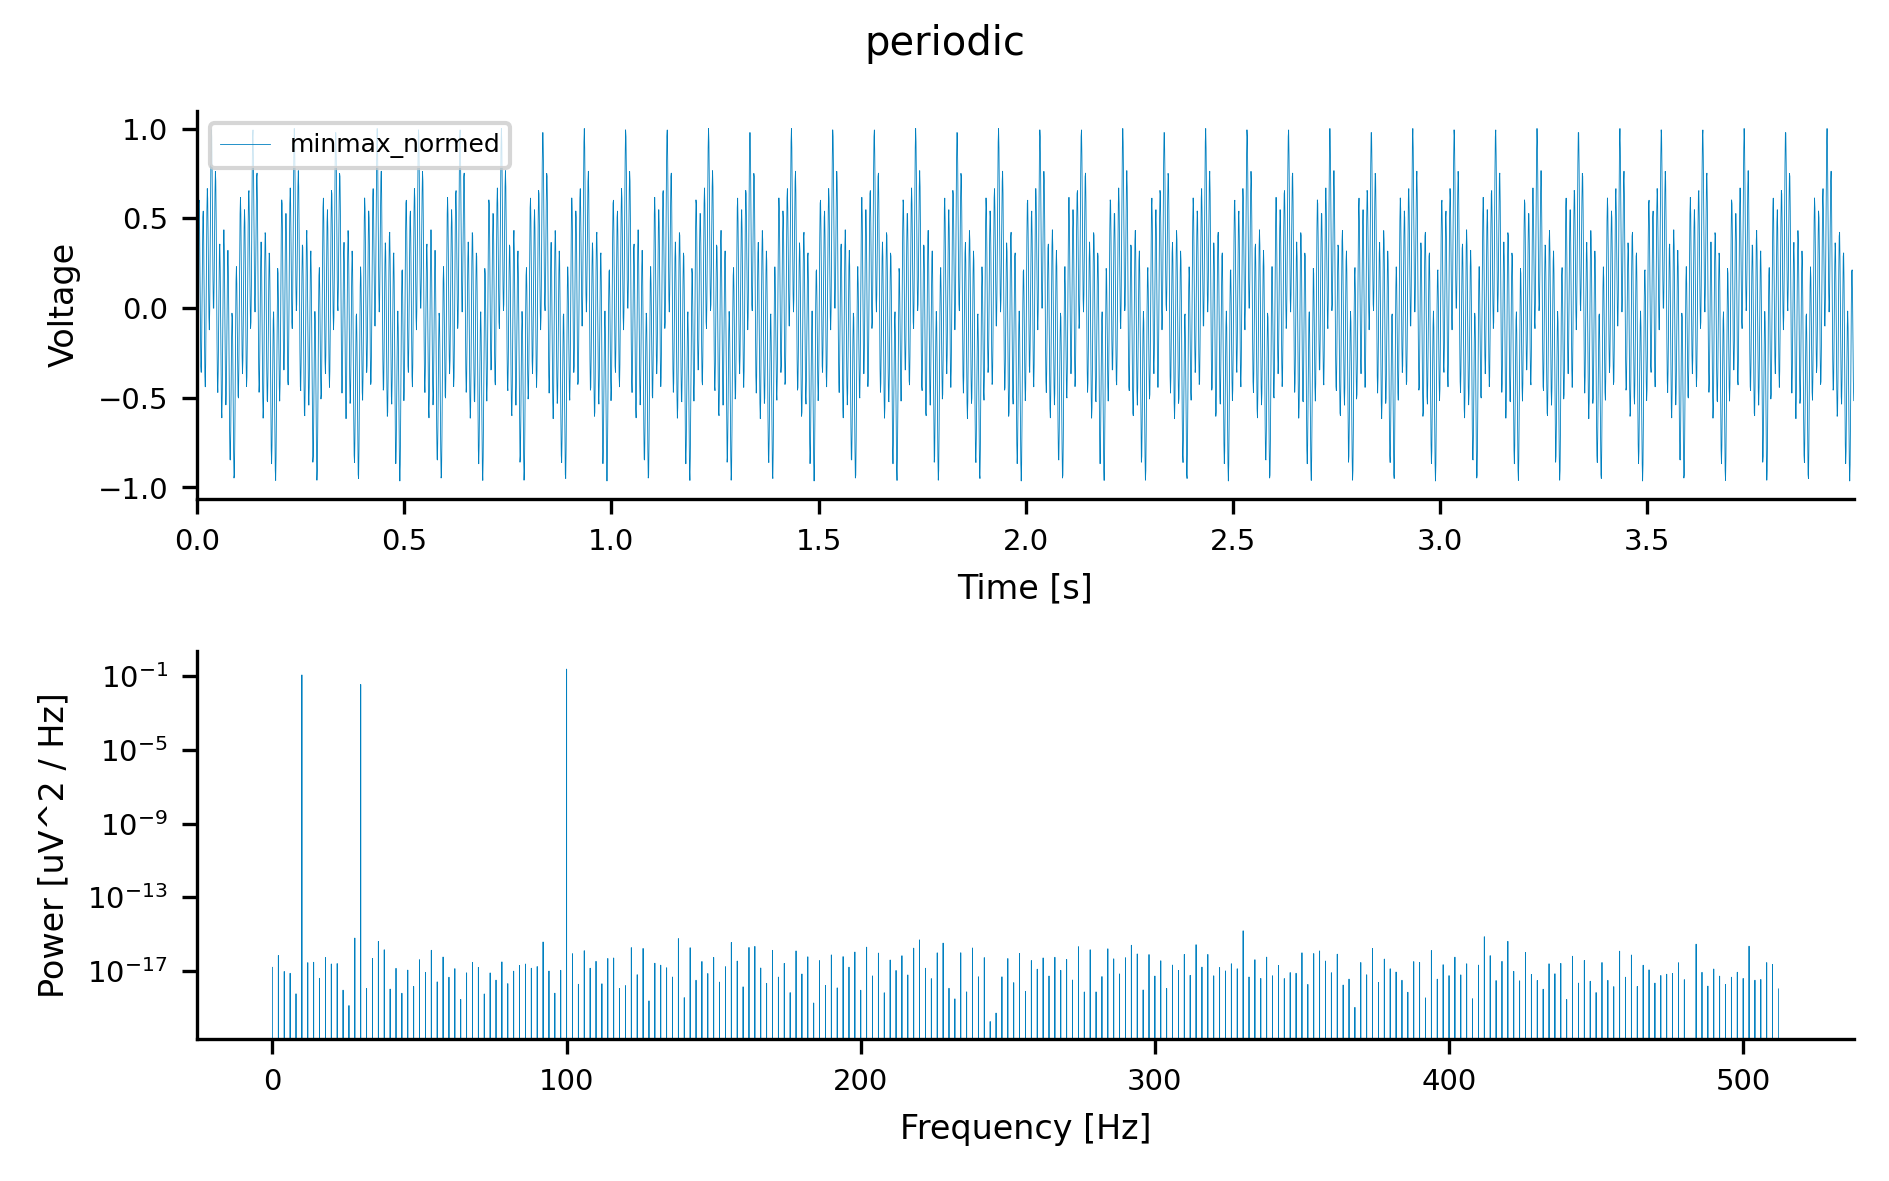 periodic
1.0
0.5
0.0
−0.5
−1.0
Voltage
minmax_normed
0.0 0.5 1.0 1.5 2.0 2.5 3.0 3.5
Time [s]
10⁻¹
10⁻⁵
10⁻⁹
10⁻¹³
10⁻¹⁷
Power [uV^2 / Hz]
0 100 200 300 400 500
Frequency [Hz]